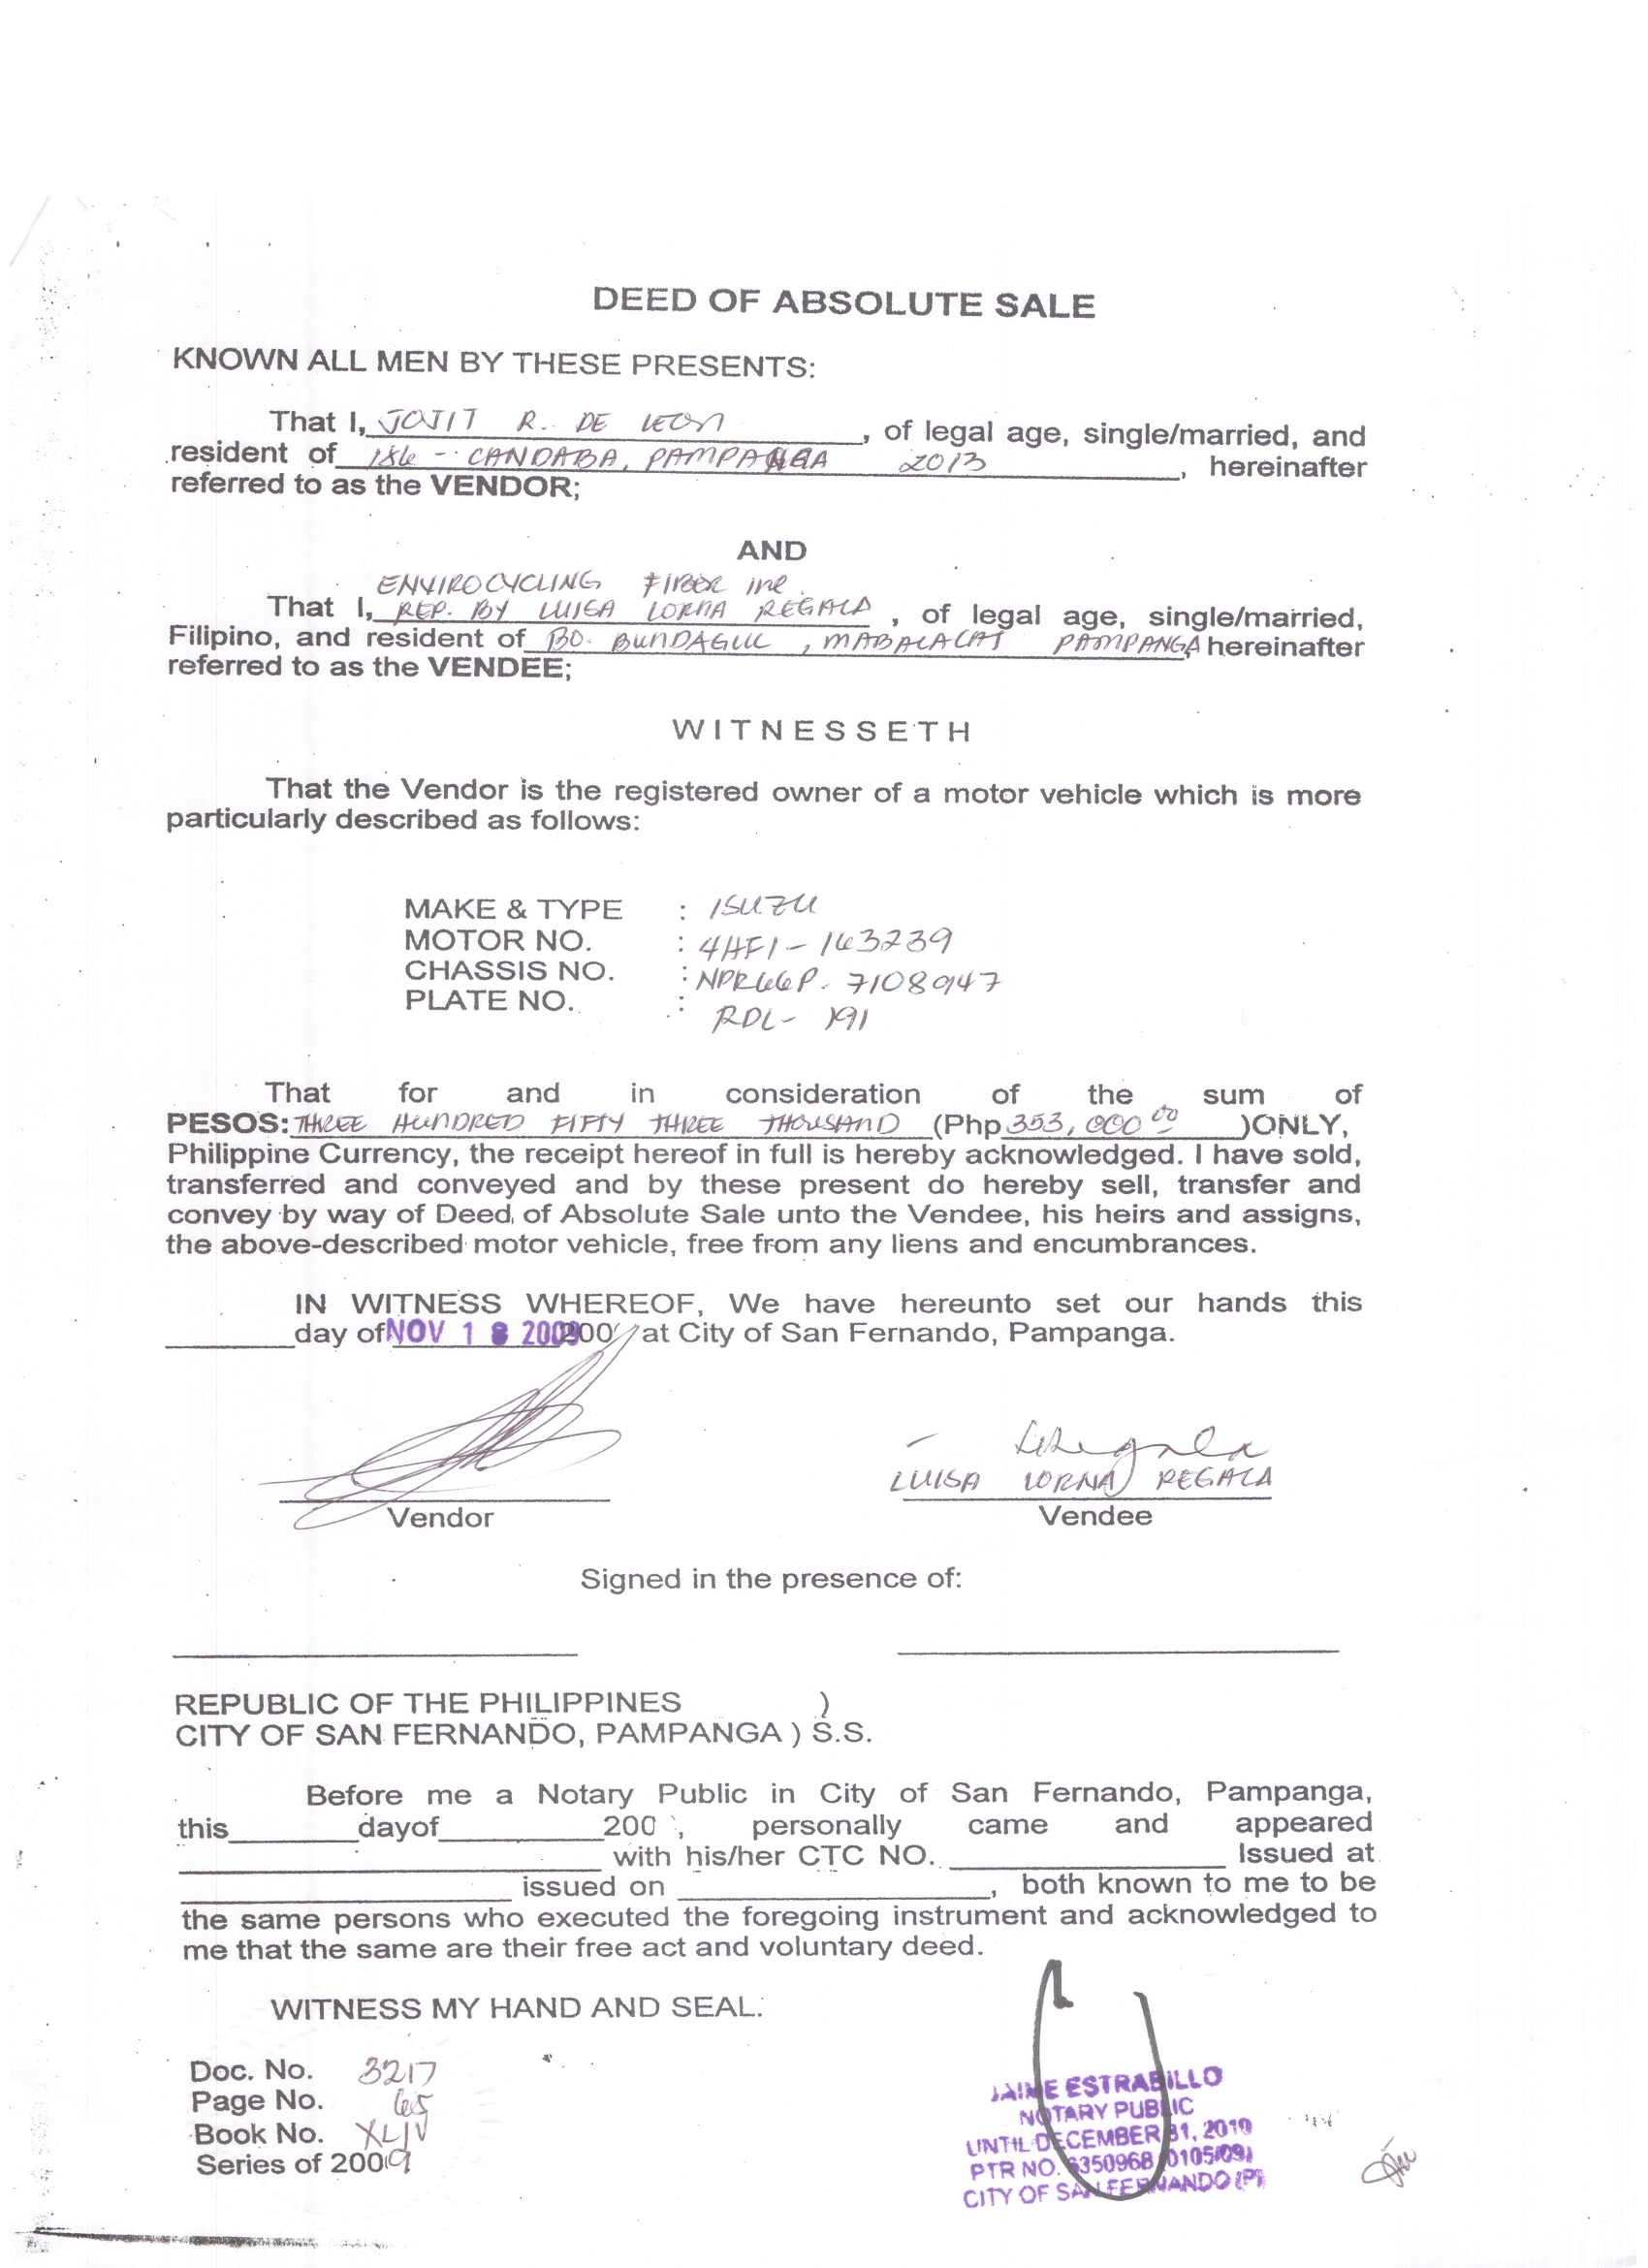 DEED OF ABSOLUTE SALE
KNOWN ALL MEN BY THESE PRESENTS:
That I, JOJIT R. DE LEON, of legal age, single/married, and
resident of 186 - CANDABA, PAMPANGA 2013, hereinafter
referred to as the VENDOR;
AND
ENVIROCYCLING FIBER INC.
That I, REP. BY LUISA LORNA REGALA, of legal age, single/married,
Filipino, and resident of BO. BUNDAGUL, MABALACAT PAMPANGA, hereinafter
referred to as the VENDEE;
WITNESSETH
That the Vendor is the registered owner of a motor vehicle which is more
particularly described as follows:
MAKE & TYPE : ISUZU
MOTOR NO. : 4HF1-163239
CHASSIS NO. : NPR66P-7108947
PLATE NO. : RDL- 191
That for and in consideration of the sum of
PESOS: THREE HUNDRED FIFTY THREE THOUSAND (Php 353,000.00 )ONLY,
Philippine Currency, the receipt hereof in full is hereby acknowledged. I have sold,
transferred and conveyed and by these present do hereby sell, transfer and
convey by way of Deed of Absolute Sale unto the Vendee, his heirs and assigns,
the above-described motor vehicle, free from any liens and encumbrances.
IN WITNESS WHEREOF, We have hereunto set our hands this
_______ day of NOV 18 2009 200 at City of San Fernando, Pampanga.
LUISA LORNA REGALA
Vendor Vendee
Signed in the presence of:
REPUBLIC OF THE PHILIPPINES )
CITY OF SAN FERNANDO, PAMPANGA ) S.S.
Before me a Notary Public in City of San Fernando, Pampanga,
this_______dayof_________200 , personally came and appeared
_______________________ with his/her CTC NO. _______________ Issued at
__________________ issued on _________________, both known to me to be
the same persons who executed the foregoing instrument and acknowledged to
me that the same are their free act and voluntary deed.
WITNESS MY HAND AND SEAL.
Doc. No. 3217
Page No. 65
Book No. XLIV
Series of 2009
JAIME ESTRABILLO
NOTARY PUBLIC
UNTIL DECEMBER 31, 2010
PTR NO. 6350968 (0105/09)
CITY OF SAN FERNANDO (P)